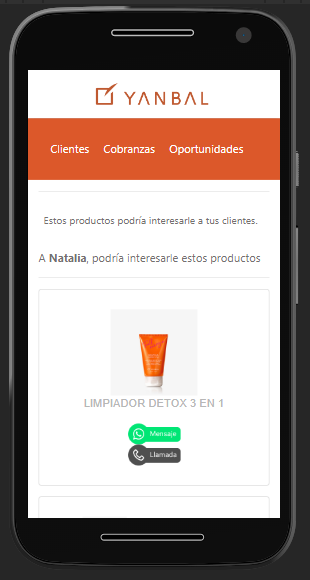 YANBAL
Clientes Cobranzas Oportunidades
Estos productos podría interesarle a tus clientes.
A Natalia, podría interesarle estos productos
LIMPIADOR DETOX 3 EN 1
Mensaje
Llamada